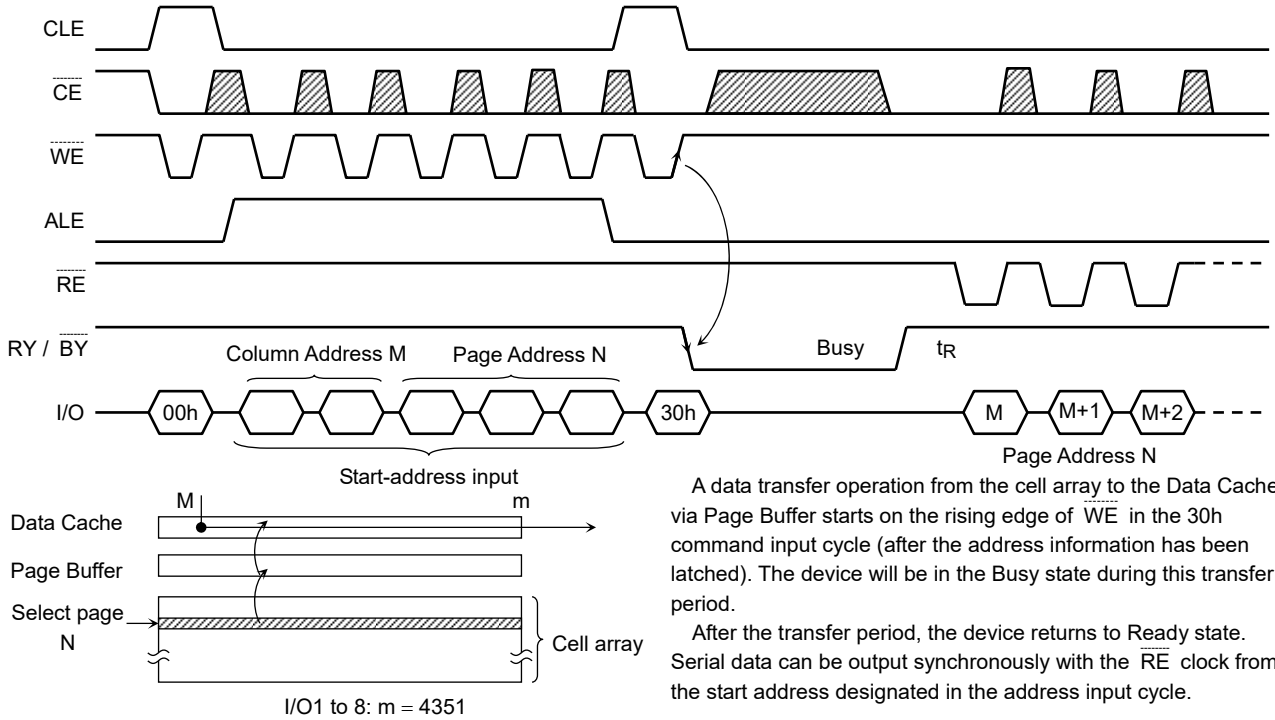 CLE
CE
WE
ALE
RE
RY / BY
Busy
tR
Column Address M
Page Address N
I/O
00h
30h
M
M+1
M+2
Start-address input
Page Address N
M
m
Data Cache
Page Buffer
Select page
N
Cell array
I/O1 to 8: m = 4351
A data transfer operation from the cell array to the Data Cache
via Page Buffer starts on the rising edge of WE in the 30h
command input cycle (after the address information has been
latched). The device will be in the Busy state during this transfer
period.
After the transfer period, the device returns to Ready state.
Serial data can be output synchronously with the RE clock from
the start address designated in the address input cycle.